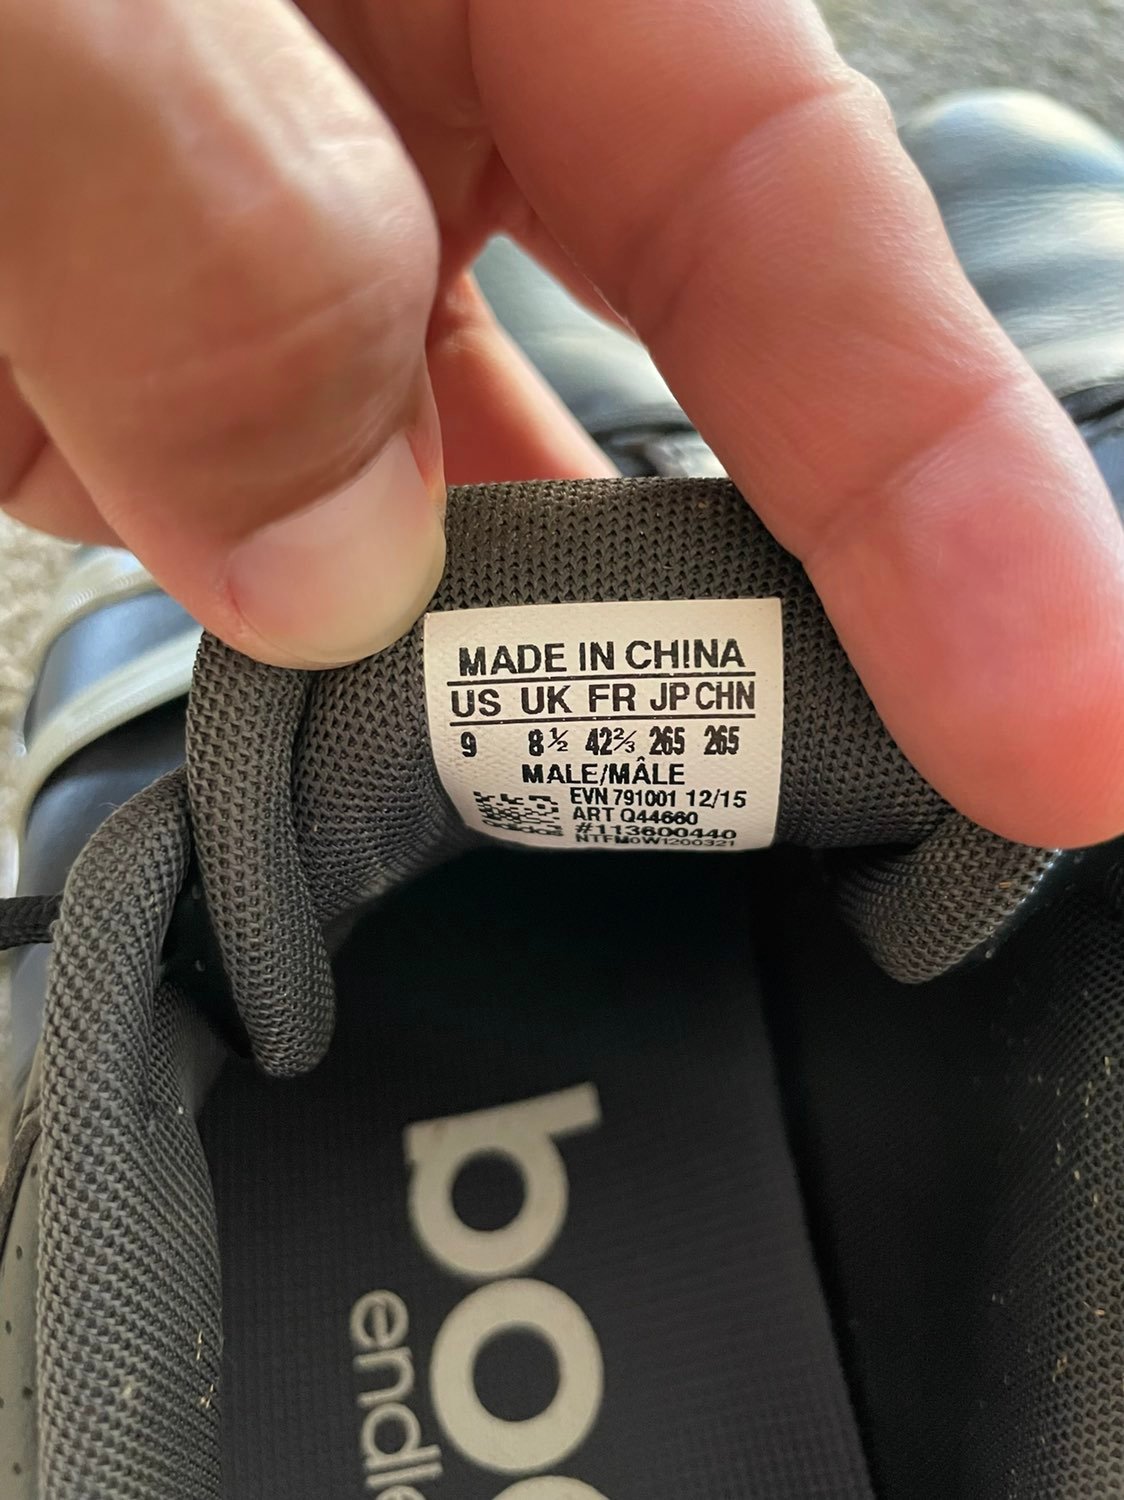 MADE IN CHINA
US UK FR JP CHN
9 8½ 42⅔ 265 265
MALE/MÂLE
EVN 791001 12/15
ART Q44660
#113600440
NTFM0W1200321
boo
endle